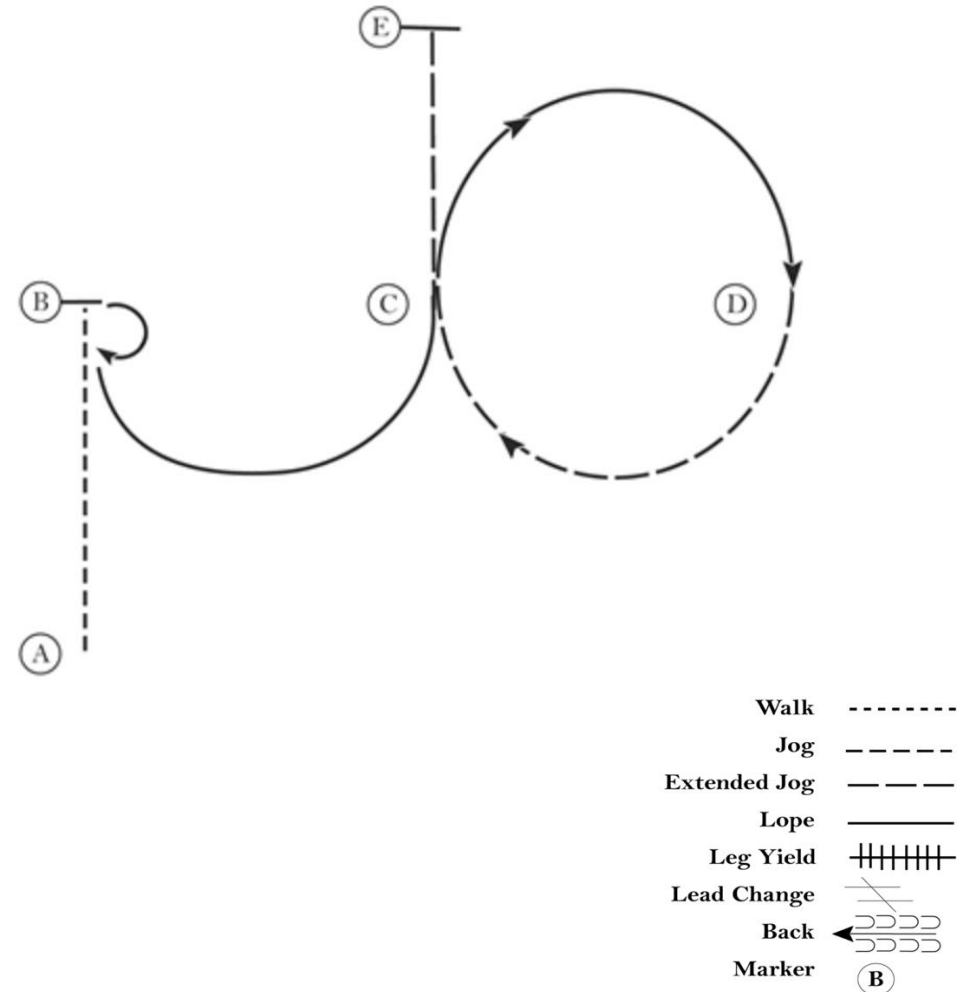 E
B
C
D
A
Walk
Jog
Extended Jog
Lope
Leg Yield
Lead Change
Back
Marker B